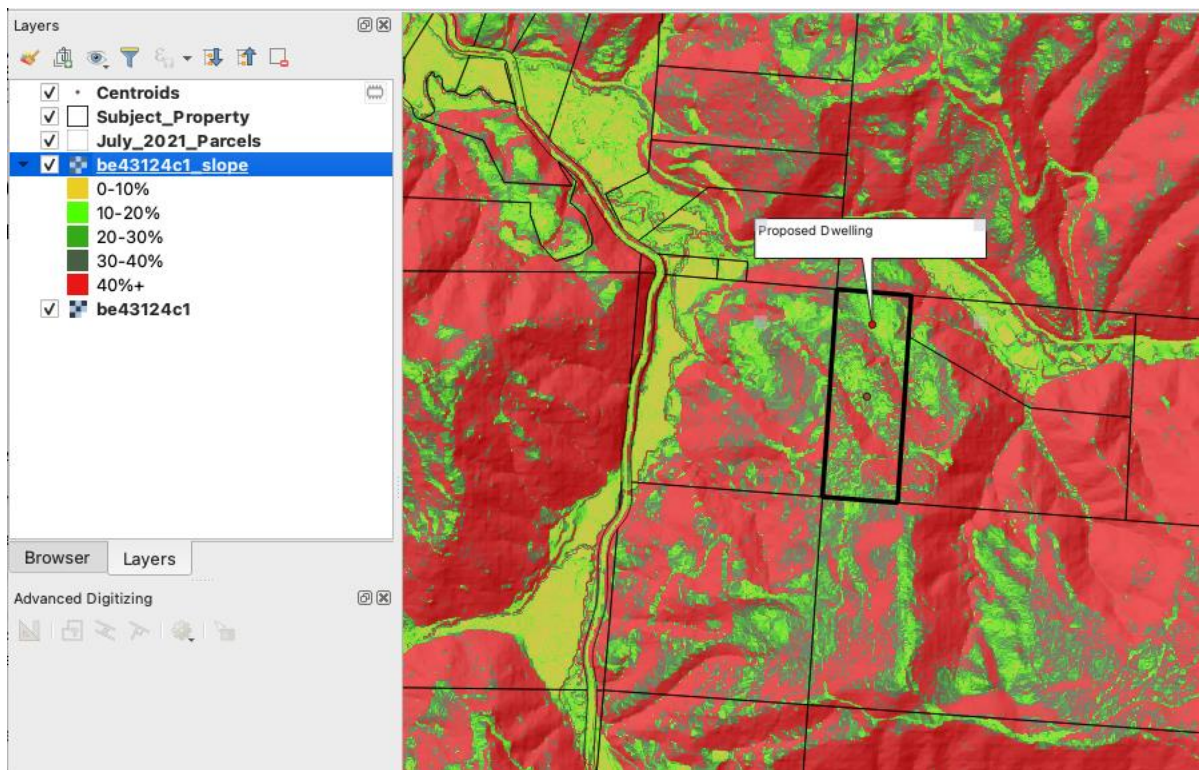 Layers
Centroids
Subject_Property
July_2021_Parcels
be43124c1_slope
0-10%
10-20%
20-30%
30-40%
40%+
be43124c1
Browser
Layers
Advanced Digitizing
Proposed Dwelling